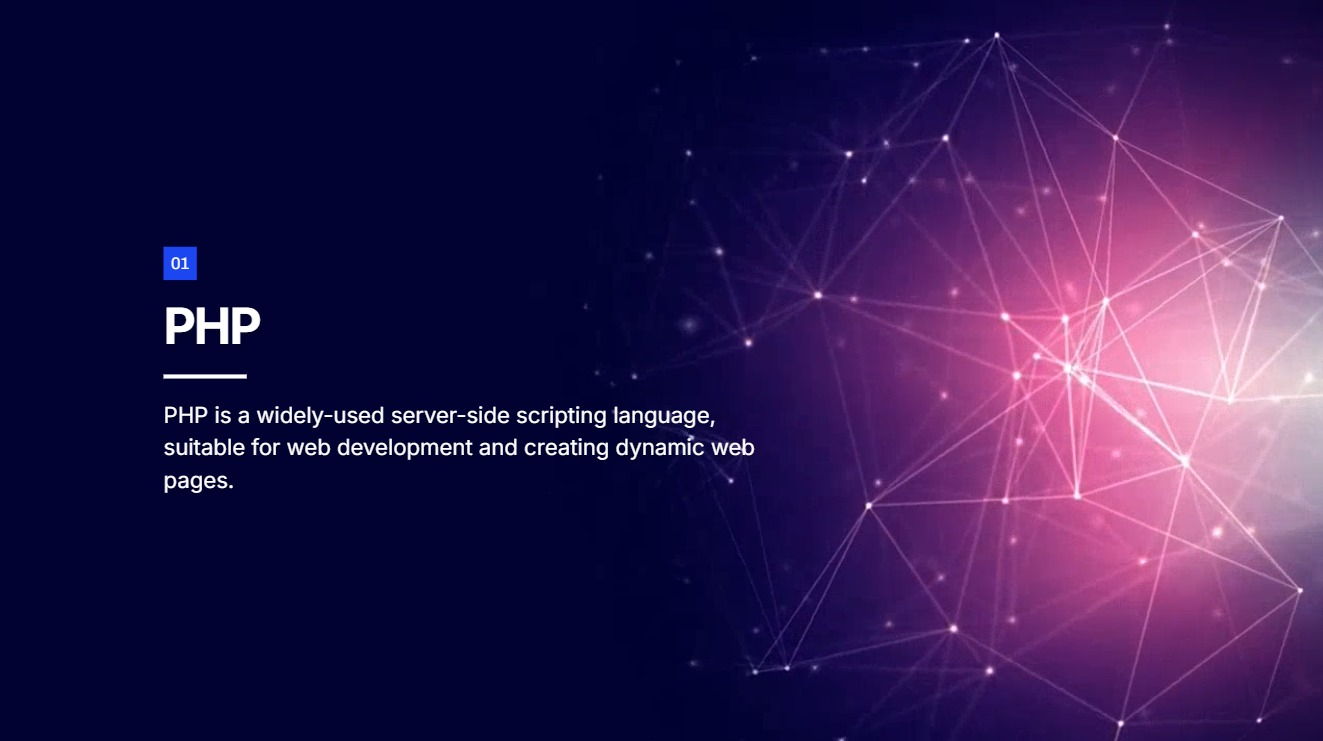 01
PHP
PHP is a widely-used server-side scripting language,
suitable for web development and creating dynamic web
pages.